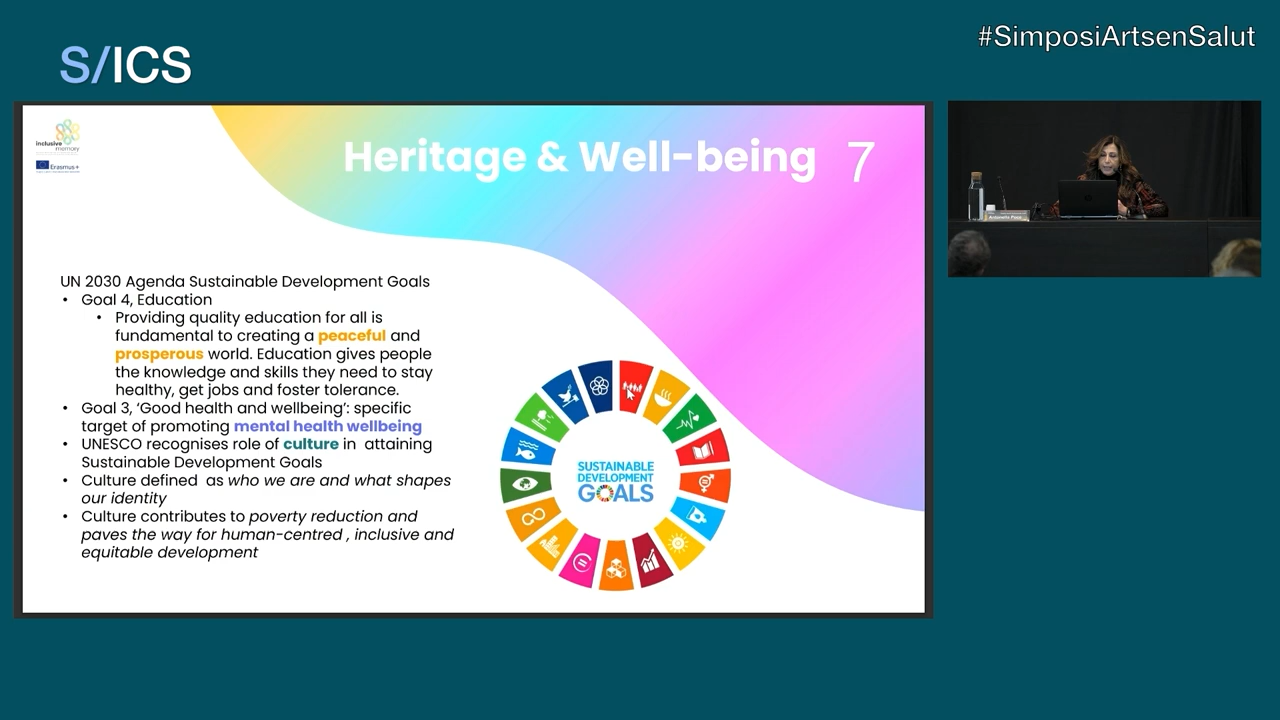 #SimposiArtsenSalut
S/ICS
inclusive
memory
Erasmus+
Heritage & Well-being 7
UN 2030 Agenda Sustainable Development Goals
• Goal 4, Education
• Providing quality education for all is
fundamental to creating a peaceful and
prosperous world. Education gives people
the knowledge and skills they need to stay
healthy, get jobs and foster tolerance.
• Goal 3, ‘Good health and wellbeing’: specific
target of promoting mental health wellbeing
• UNESCO recognises role of culture in attaining
Sustainable Development Goals
• Culture defined as who we are and what shapes
our identity
• Culture contributes to poverty reduction and
paves the way for human-centred , inclusive and
equitable development
SUSTAINABLE
DEVELOPMENT
GOALS